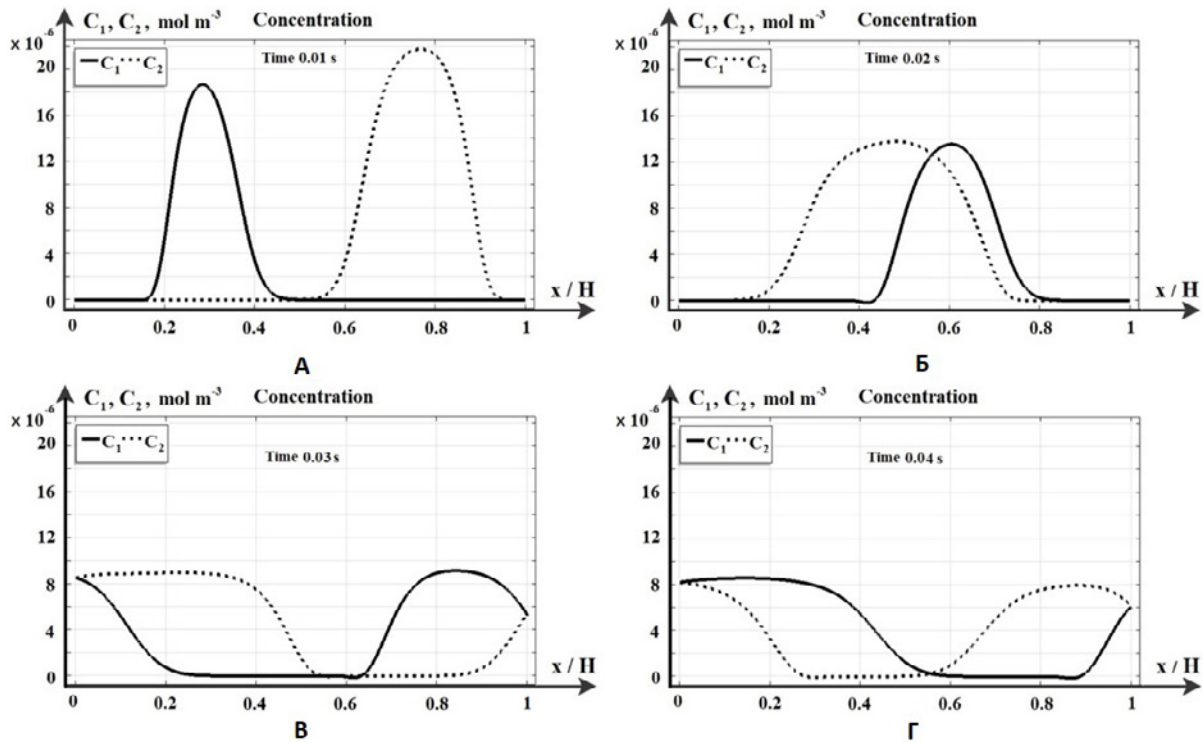 C₁, C₂, mol m⁻³ Concentration
x 10⁻⁶
20
16
12
8
4
0
C₁ C₂
Time 0.01 s
x / H
0 0.2 0.4 0.6 0.8 1
А
C₁, C₂, mol m⁻³ Concentration
x 10⁻⁶
20
16
12
8
4
0
C₁ C₂
Time 0.02 s
x / H
0 0.2 0.4 0.6 0.8 1
Б
C₁, C₂, mol m⁻³ Concentration
x 10⁻⁶
20
16
12
8
4
0
C₁ C₂
Time 0.03 s
x / H
0 0.2 0.4 0.6 0.8 1
В
C₁, C₂, mol m⁻³ Concentration
x 10⁻⁶
20
16
12
8
4
0
C₁ C₂
Time 0.04 s
x / H
0 0.2 0.4 0.6 0.8 1
Г